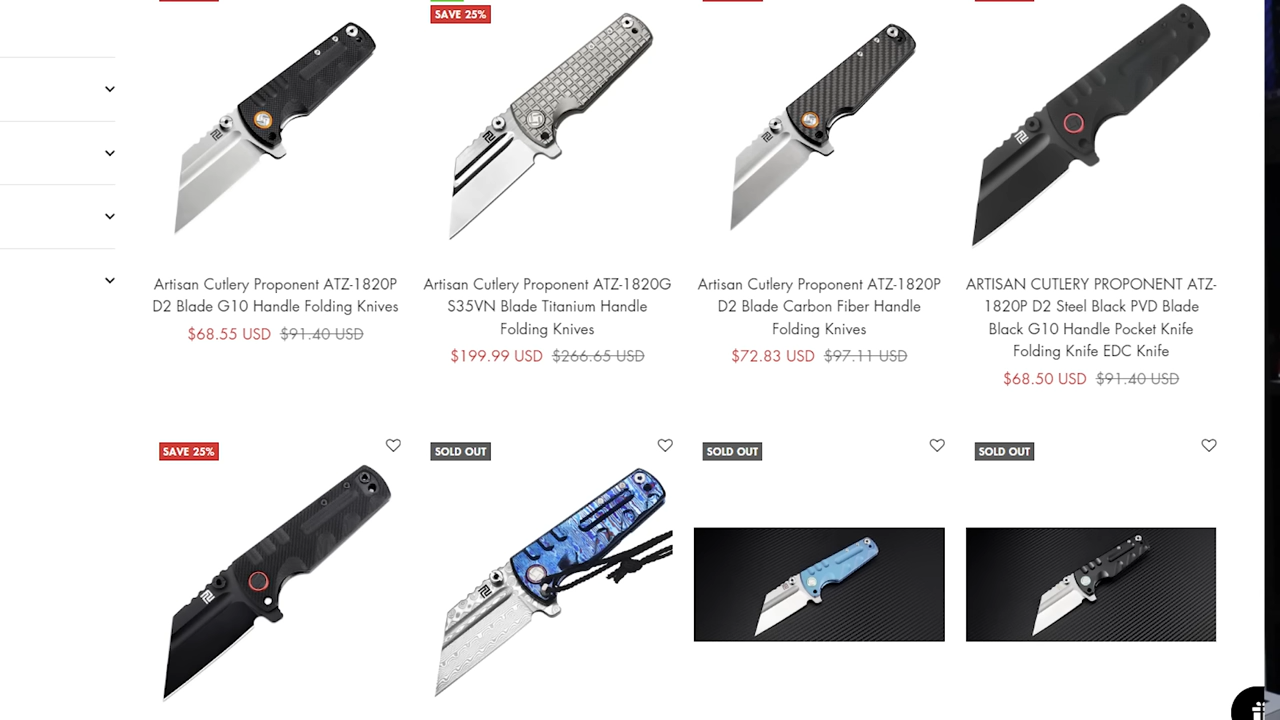 SAVE 25%
Artisan Cutlery Proponent ATZ-1820P
D2 Blade G10 Handle Folding Knives
$68.55 USD $91.40 USD
Artisan Cutlery Proponent ATZ-1820G
S35VN Blade Titanium Handle
Folding Knives
$199.99 USD $266.65 USD
Artisan Cutlery Proponent ATZ-1820P
D2 Blade Carbon Fiber Handle
Folding Knives
$72.83 USD $97.11 USD
ARTISAN CUTLERY PROPONENT ATZ-
1820P D2 Steel Black PVD Blade
Black G10 Handle Pocket Knife
Folding Knife EDC Knife
$68.50 USD $91.40 USD
SAVE 25%
SOLD OUT
SOLD OUT
SOLD OUT